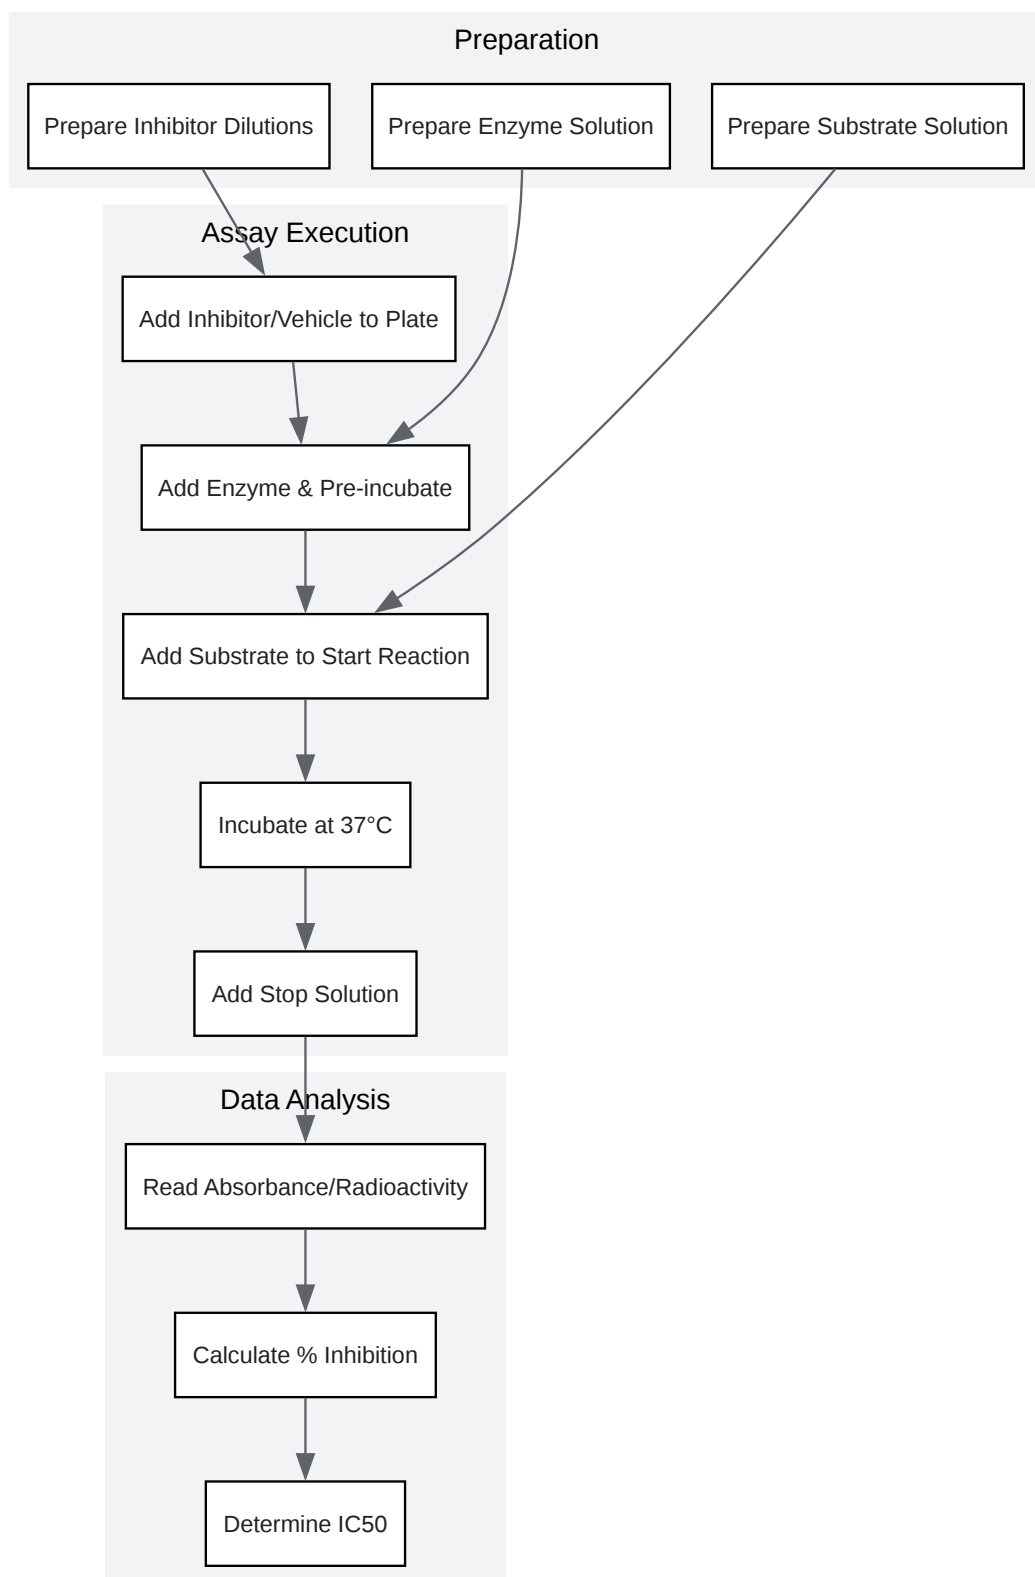 Preparation
Prepare Inhibitor Dilutions
Prepare Enzyme Solution
Prepare Substrate Solution
Assay Execution
Add Inhibitor/Vehicle to Plate
Add Enzyme & Pre-incubate
Add Substrate to Start Reaction
Incubate at 37°C
Add Stop Solution
Data Analysis
Read Absorbance/Radioactivity
Calculate % Inhibition
Determine IC50